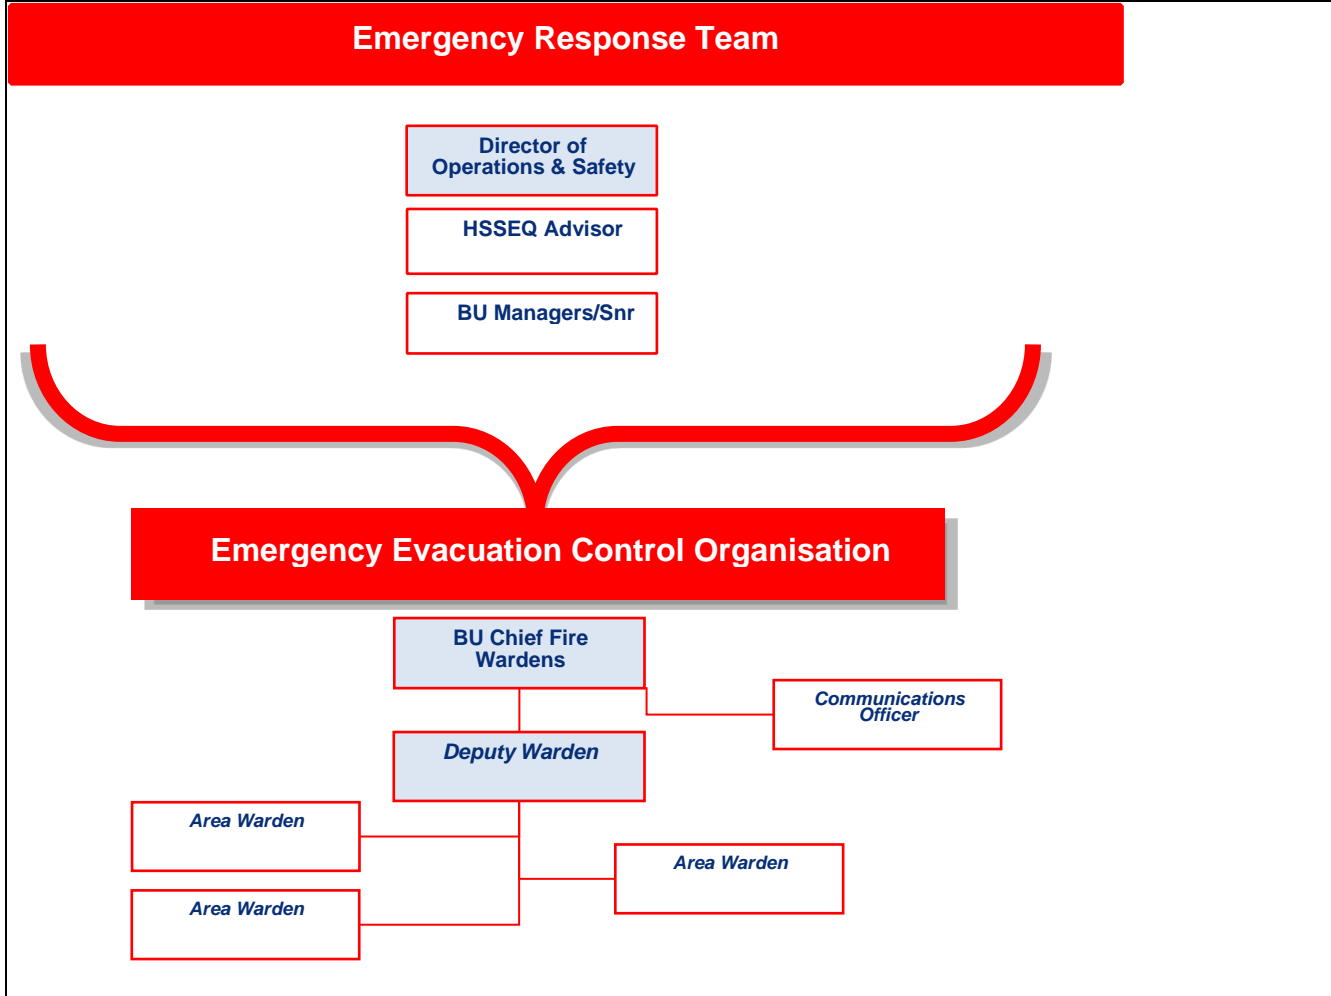 Emergency Response Team
Director of
Operations & Safety
HSSEQ Advisor
BU Managers/Snr
Emergency Evacuation Control Organisation
BU Chief Fire
Wardens
Communications
Officer
Deputy Warden
Area Warden
Area Warden
Area Warden